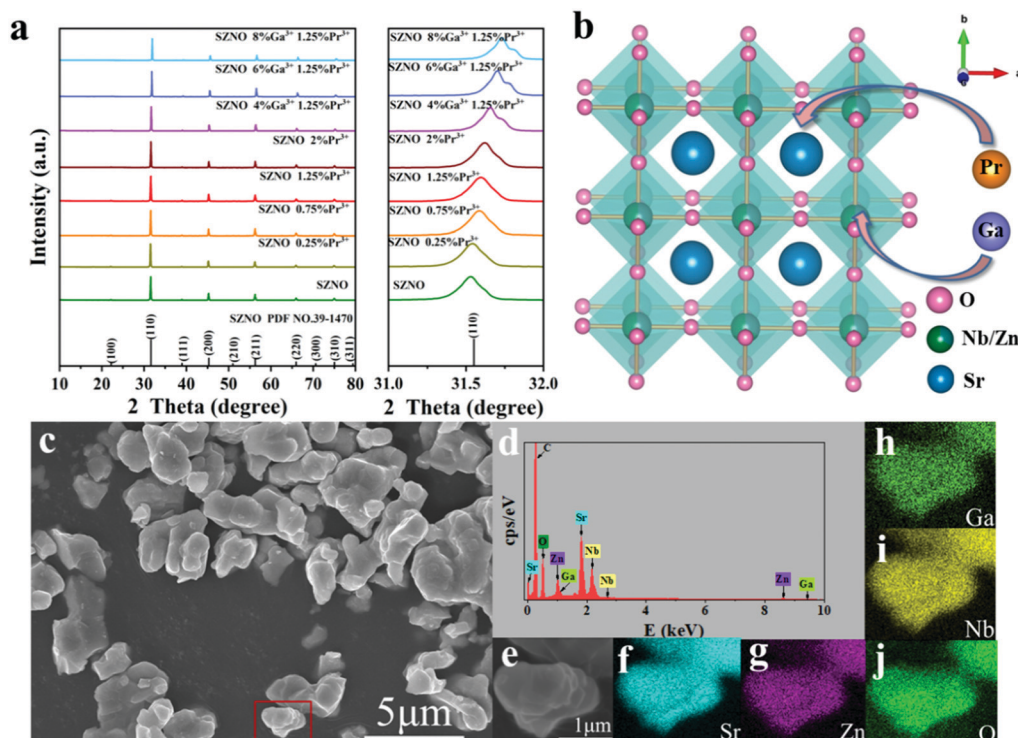 a
Intensity (a.u.)
SZNO 8%Ga³⁺ 1.25%Pr³⁺
SZNO 6%Ga³⁺ 1.25%Pr³⁺
SZNO 4%Ga³⁺ 1.25%Pr³⁺
SZNO 2%Pr³⁺
SZNO 1.25%Pr³⁺
SZNO 0.75%Pr³⁺
SZNO 0.25%Pr³⁺
SZNO
SZNO PDF NO.39-1470
(100)
(110)
(111)
(200)
(210)
(211)
(220)
(300)
(310)
(311)
10 20 30 40 50 60 70 80
2 Theta (degree)
SZNO 8%Ga³⁺ 1.25%Pr³⁺
SZNO 6%Ga³⁺ 1.25%Pr³⁺
SZNO 4%Ga³⁺ 1.25%Pr³⁺
SZNO 2%Pr³⁺
SZNO 1.25%Pr³⁺
SZNO 0.75%Pr³⁺
SZNO 0.25%Pr³⁺
SZNO
(110)
31.0 31.5 32.0
2 Theta (degree)
b
b
a
Pr
Ga
O
Nb/Zn
Sr
c
5μm
d
cps/eV
C
Sr
O
Zn
Ga
Sr
Nb
Nb
Zn
Ga
0 2 4 6 8 10
E (keV)
e
1μm
f
Sr
g
Zn
h
Ga
i
Nb
j
O